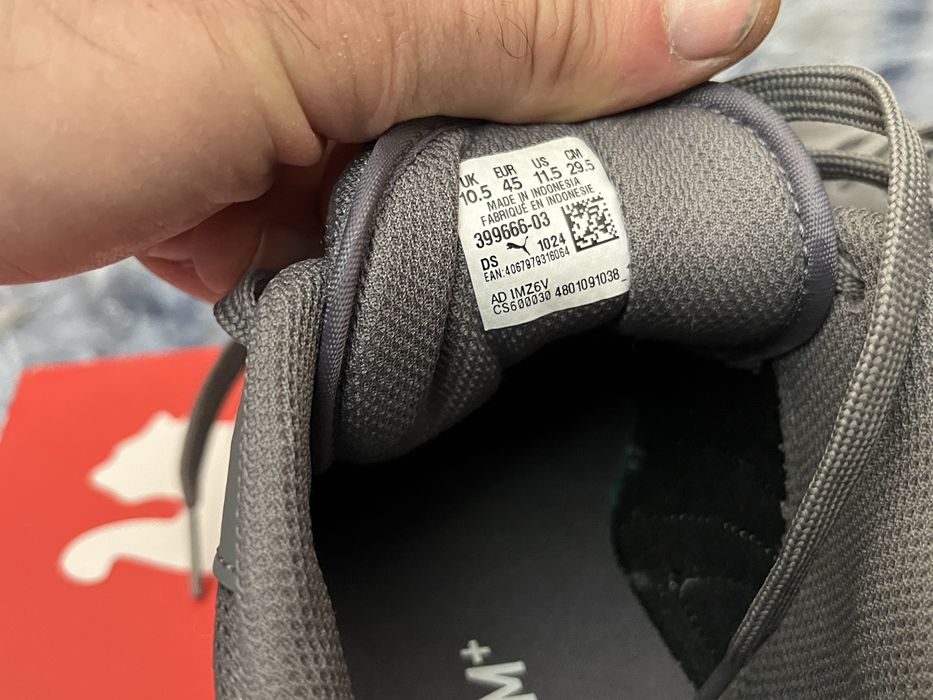 UK EUR US CM
10.5 45 11.5 29.5
MADE IN INDONESIA
FABRIQUÉ EN INDONESIE
399666-03
DS 1024
EAN:4067979316064
AD IMZ6V
CS600030 4801091038
M+